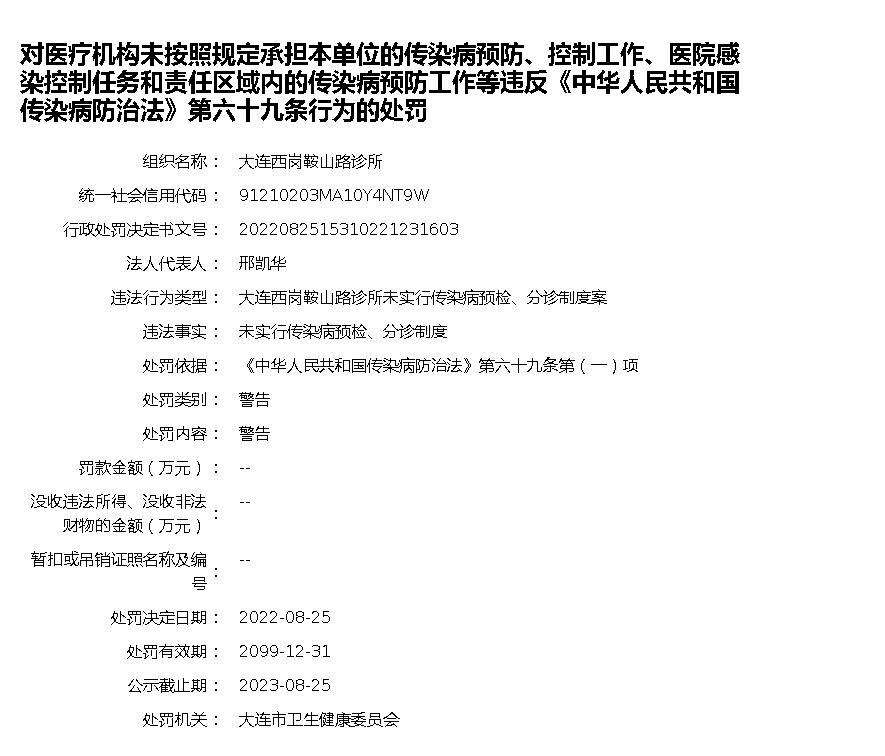 对医疗机构未按照规定承担本单位的传染病预防、控制工作、医院感
染控制任务和责任区域内的传染病预防工作等违反《中华人民共和国
传染病防治法》第六十九条行为的处罚
组织名称： 大连西岗鞍山路诊所
统一社会信用代码： 91210203MA10Y4NT9W
行政处罚决定书文号： 2022082515310221231603
法人代表人： 邢凯华
违法行为类型： 大连西岗鞍山路诊所未实行传染病预检、分诊制度案
违法事实： 未实行传染病预检、分诊制度
处罚依据： 《中华人民共和国传染病防治法》第六十九条第（一）项
处罚类别： 警告
处罚内容： 警告
罚款金额（万元）： --
没收违法所得、没收非法
财物的金额（万元）： --
暂扣或吊销证照名称及编
号： --
处罚决定日期： 2022-08-25
处罚有效期： 2099-12-31
公示截止期： 2023-08-25
处罚机关： 大连市卫生健康委员会